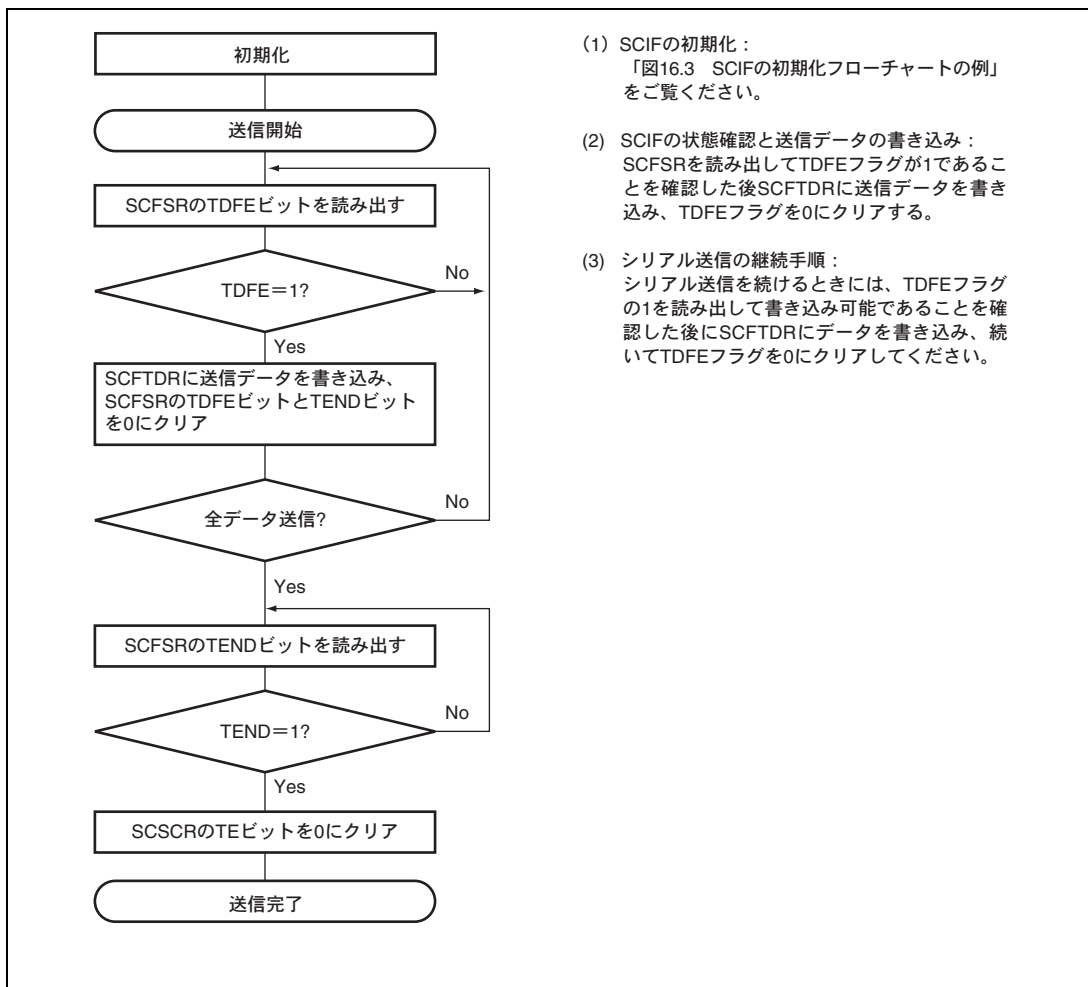 初期化
送信開始
SCFSRのTDFEビットを読み出す
TDFE＝1?
No
Yes
SCFTDRに送信データを書き込み、
SCFSRのTDFEビットとTENDビット
を0にクリア
全データ送信?
No
Yes
SCFSRのTENDビットを読み出す
TEND＝1?
No
Yes
SCSCRのTEビットを0にクリア
送信完了
（1）SCIFの初期化：
「図16.3　SCIFの初期化フローチャートの例」
をご覧ください。
(2) SCIFの状態確認と送信データの書き込み：
SCFSRを読み出してTDFEフラグが1であるこ
とを確認した後SCFTDRに送信データを書き
込み、TDFEフラグを0にクリアする。
(3) シリアル送信の継続手順：
シリアル送信を続けるときには、TDFEフラグ
の1を読み出して書き込み可能であることを確
認した後にSCFTDRにデータを書き込み、続
いてTDFEフラグを0にクリアしてください。